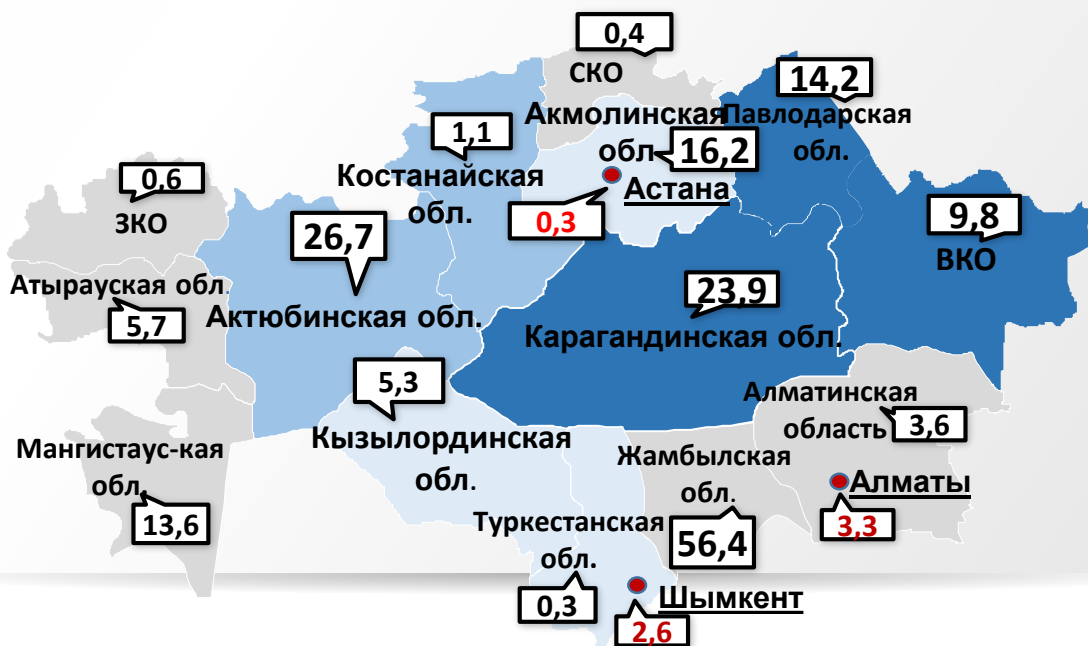 0,4
СКО
14,2
Павлодарская
обл.
Акмолинская
обл
16,2
1,1
Костанайская
обл.
Астана
0,3
0,6
ЗКО
26,7
Актюбинская обл.
9,8
ВКО
Атырауская обл.
5,7
23,9
Карагандинская обл.
5,3
Кызылординская
обл.
Алматинская
область
3,6
Мангистаус-кая
обл.
13,6
Жамбылская
обл.
56,4
Алматы
3,3
Туркестанская
обл.
0,3
Шымкент
2,6